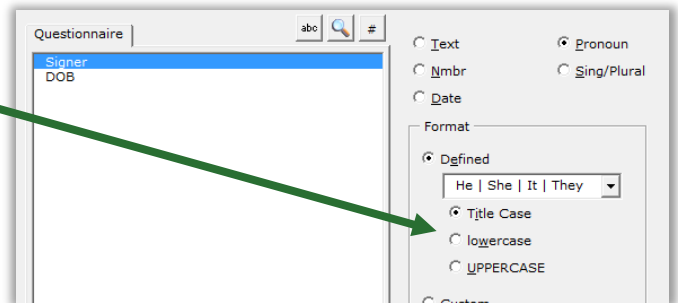 Questionnaire
abc
#
Signer
DOB
Text
Pronoun
Nmbr
Sing/Plural
Date
Format
Defined
He | She | It | They
Title Case
lowercase
UPPERCASE
Custom